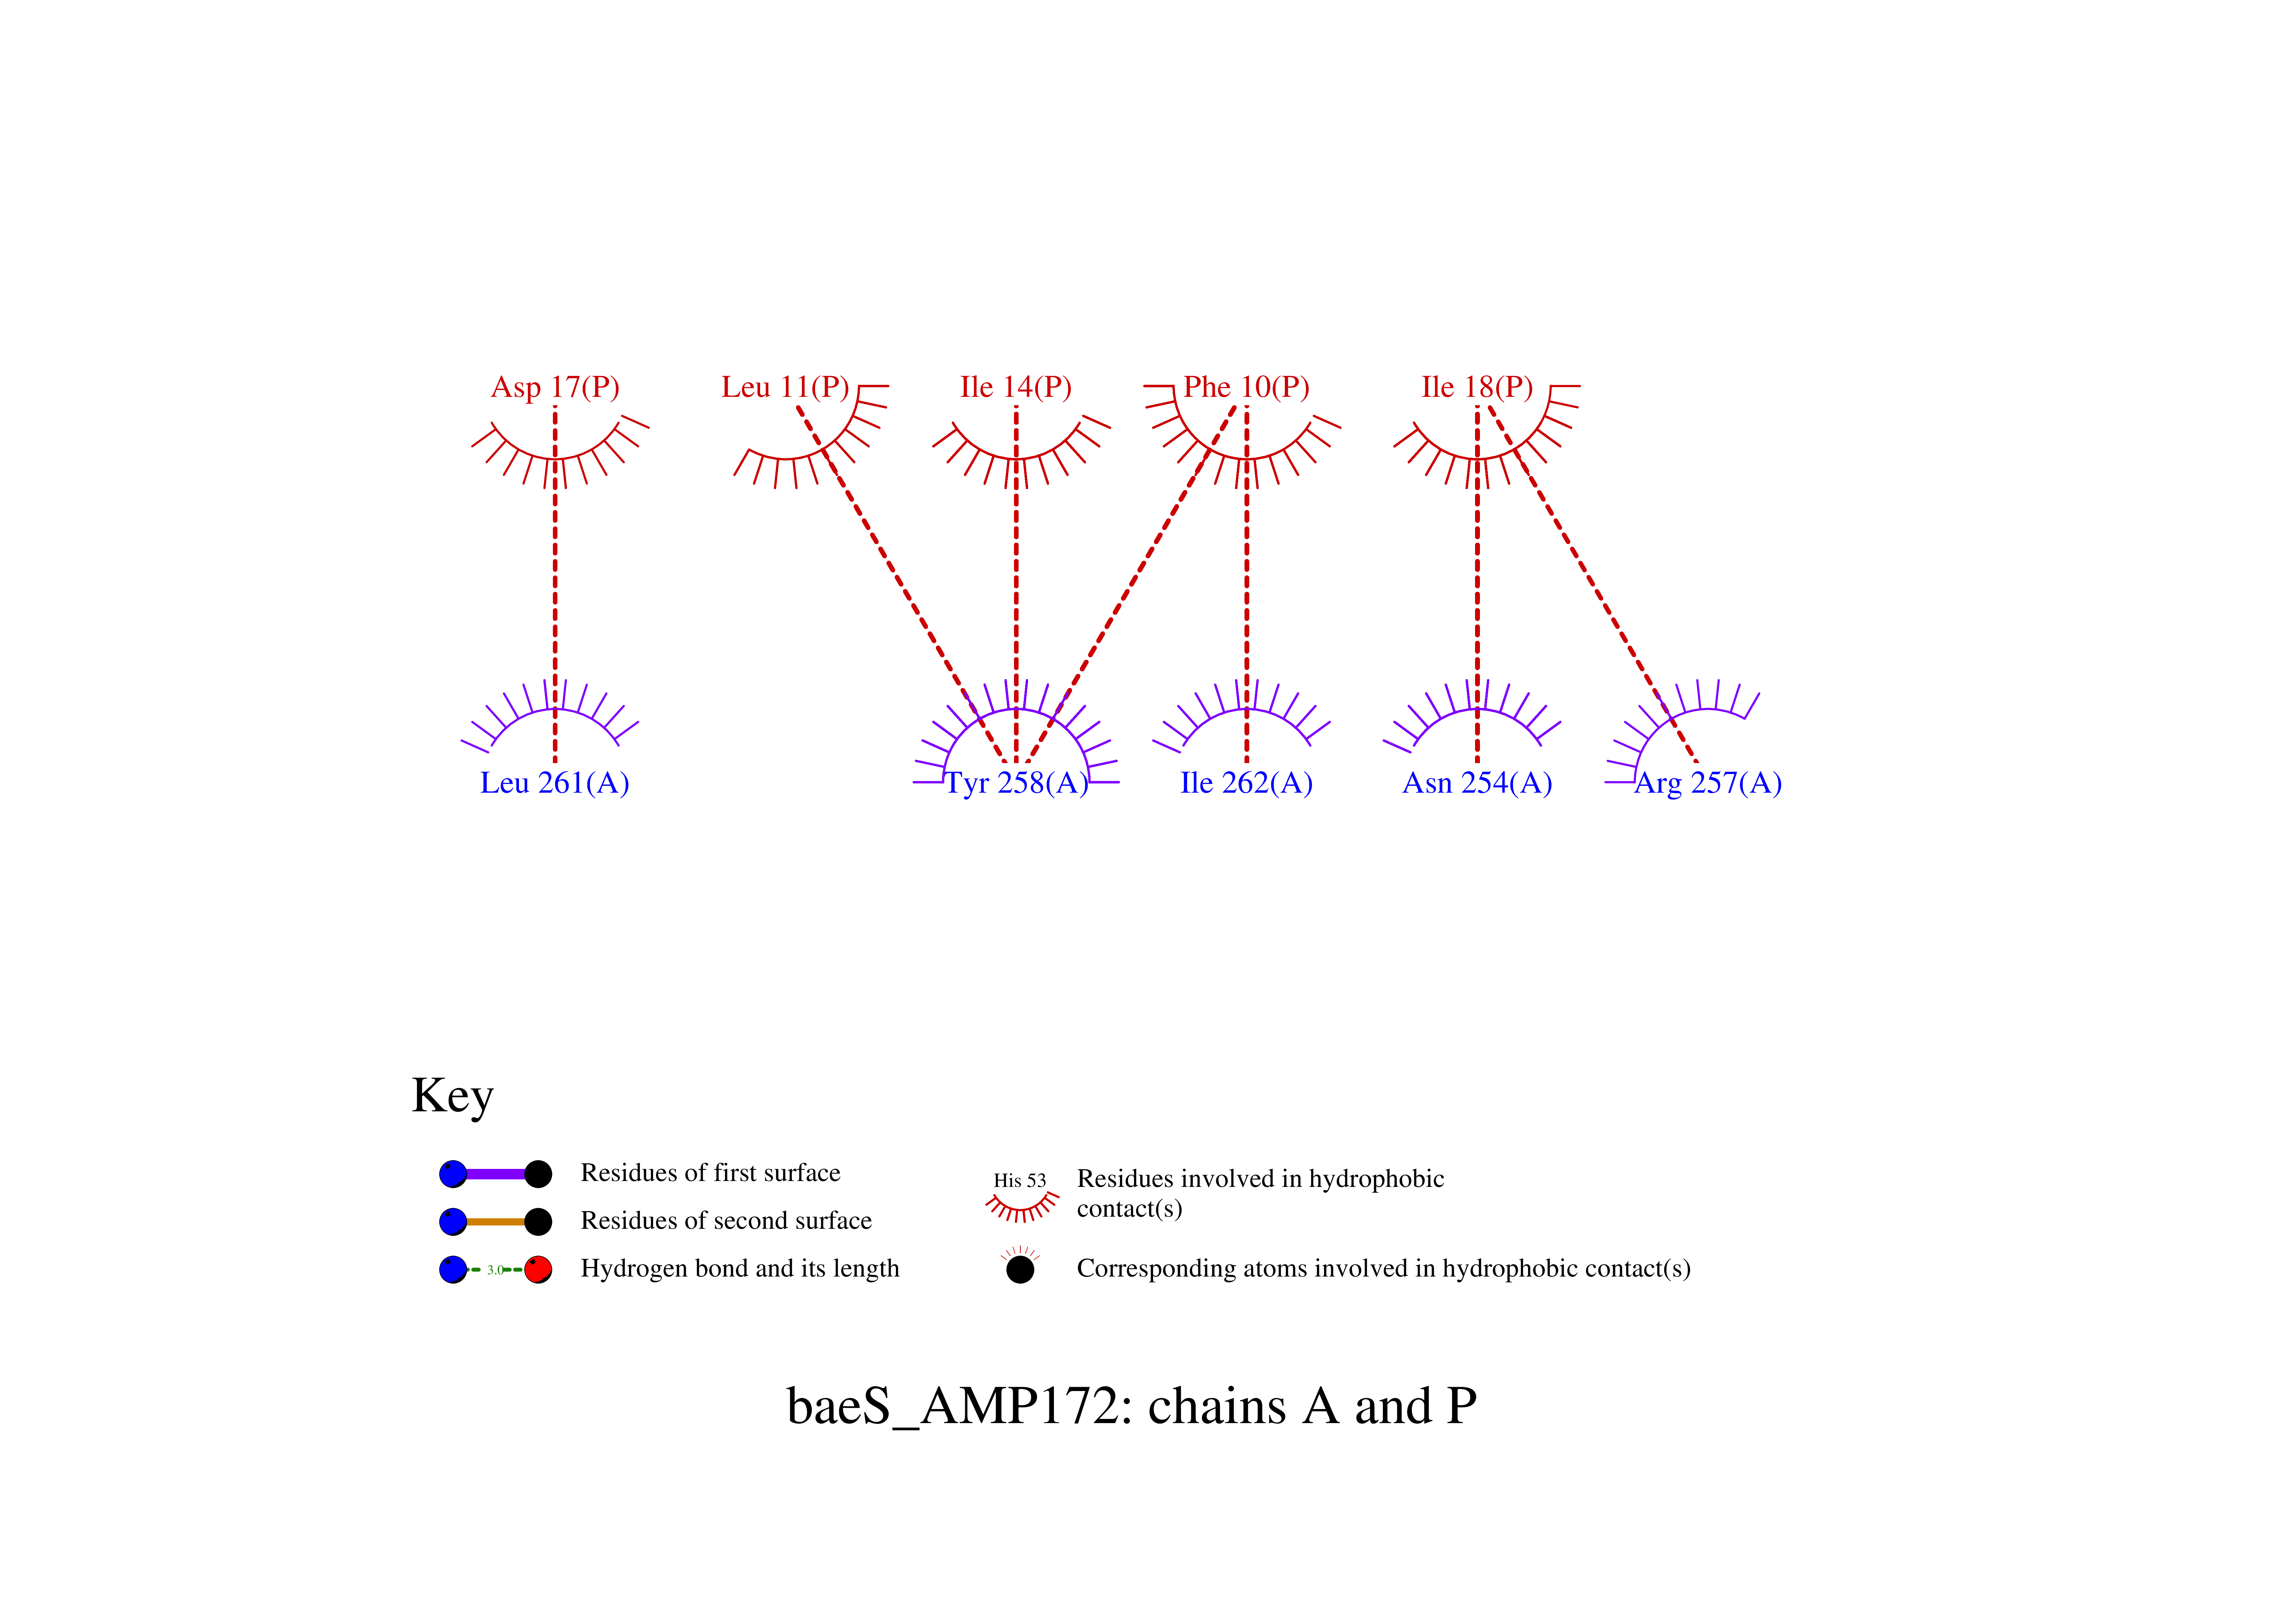 Asp 17(P) Leu 11(P) Ile 14(P) Phe 10(P) Ile 18(P)
Leu 261(A) Tyr 258(A) Ile 262(A) Asn 254(A) Arg 257(A)
Key
Residues of first surface
Residues of second surface
3.0 Hydrogen bond and its length
His 53 Residues involved in hydrophobic
contact(s)
Corresponding atoms involved in hydrophobic contact(s)
baeS_AMP172: chains A and P